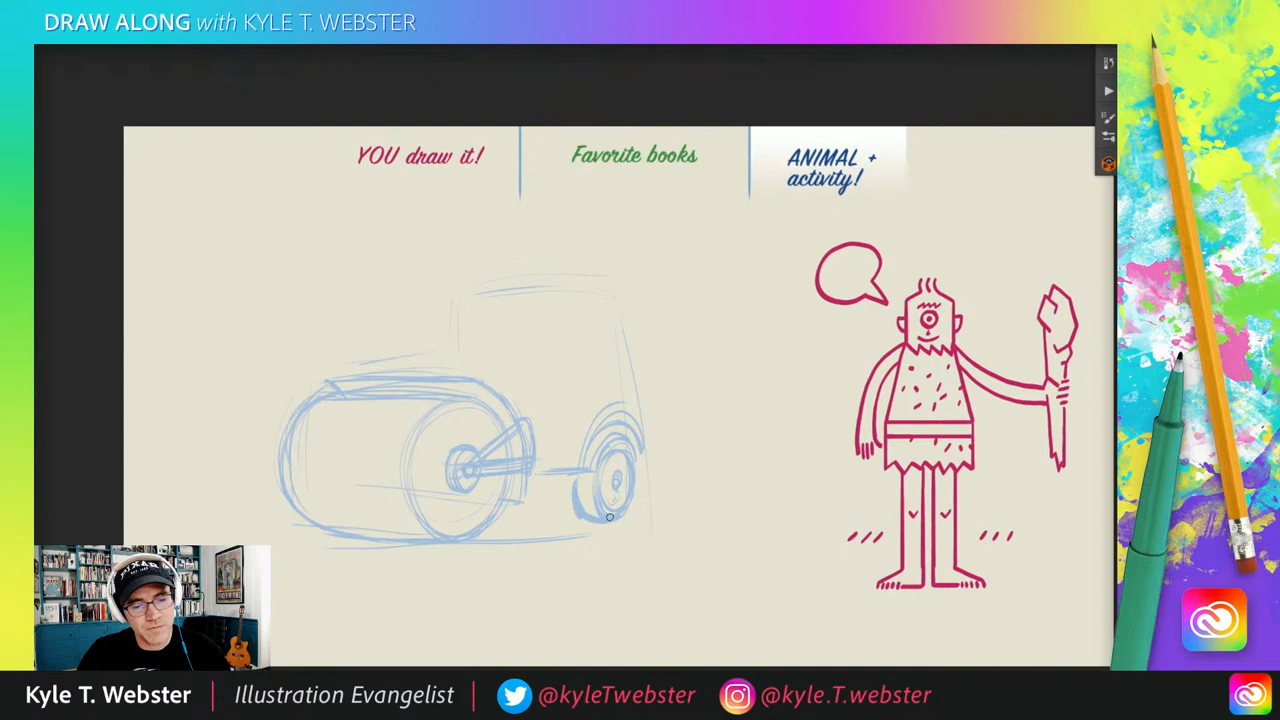 DRAW ALONG with KYLE T. WEBSTER
YOU draw it!
Favorite books
ANIMAL +
activity!
PIXAR
Kyle T. Webster | Illustration Evangelist | @kyleTwebster @kyle.T.webster